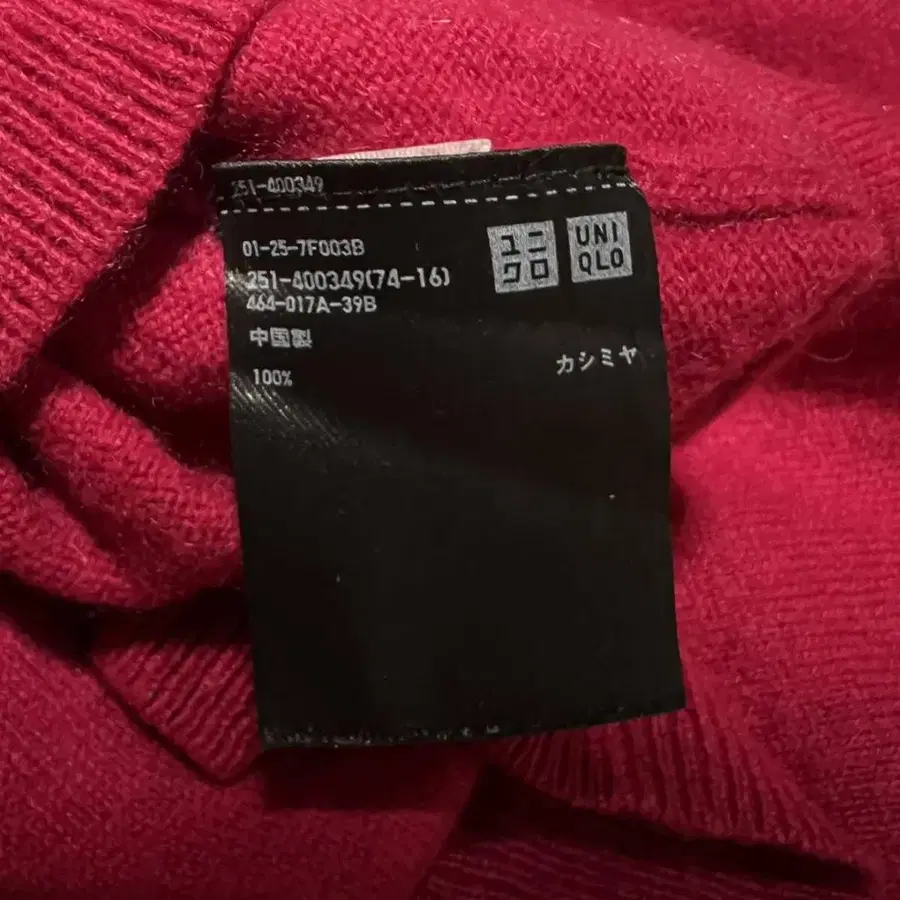 251-400349
01-25-7F003B
251-400349(74-16)
464-017A-39B
中国製
100%
カシミヤ
ユニ
クロ
UNI
QLO